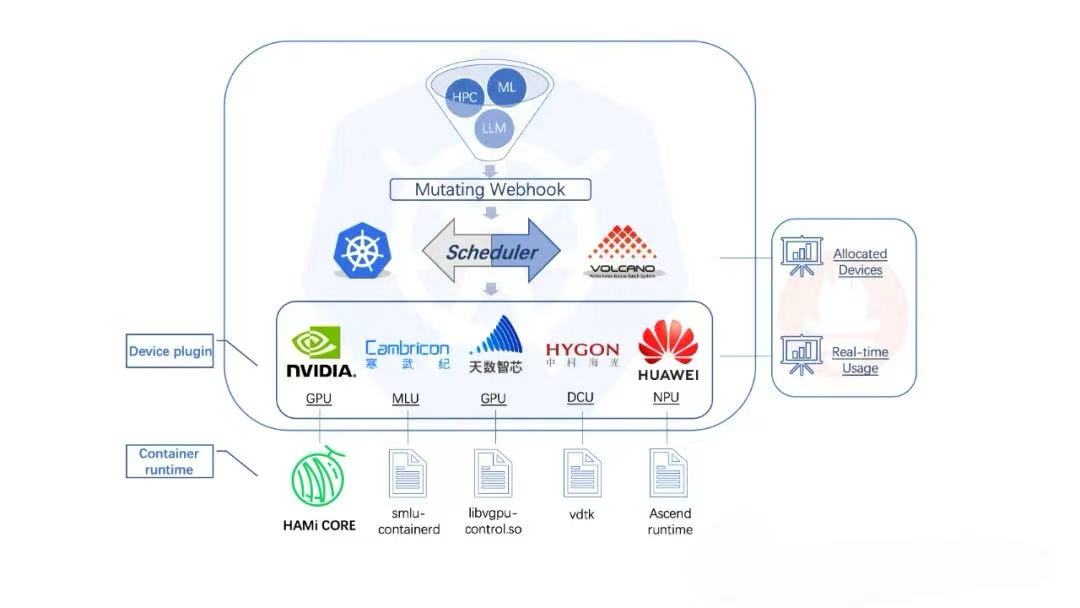 HPC
ML
LLM
Mutating Webhook
Scheduler
VOLCANO
Allocated
Devices
Device plugin
NVIDIA.
Cambricon
寒武纪
天数智芯
HYGON
中科海光
HUAWEI
Real-time
Usage
GPU
MLU
GPU
DCU
NPU
Container
runtime
HAMi CORE
smlu-
containerd
libvgpu-
control.so
vdtk
Ascend
runtime